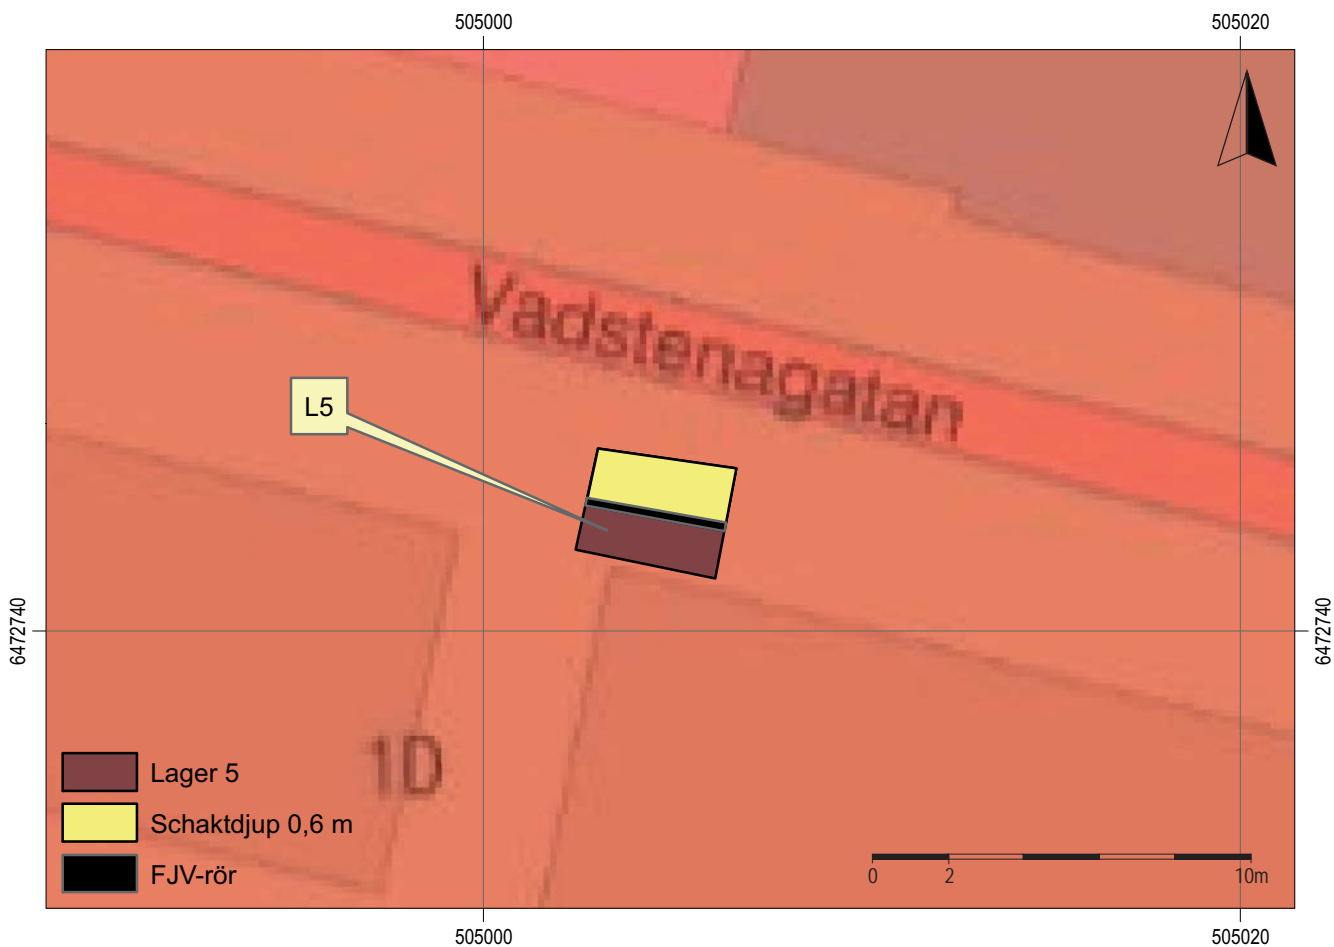 505000
505020
Vadstenagatan
L5
6472740
6472740
1D
Lager 5
Schaktdjup 0,6 m
FJV-rör
0
2
10m
505000
505020